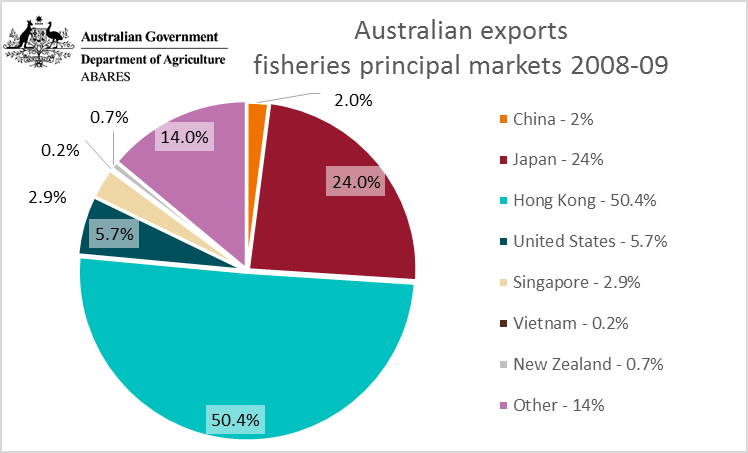 Australian Government
Department of Agriculture
ABARES
Australian exports
fisheries principal markets 2008-09
2.0%
24.0%
50.4%
5.7%
2.9%
0.2%
0.7%
14.0%
China - 2%
Japan - 24%
Hong Kong - 50.4%
United States - 5.7%
Singapore - 2.9%
Vietnam - 0.2%
New Zealand - 0.7%
Other - 14%